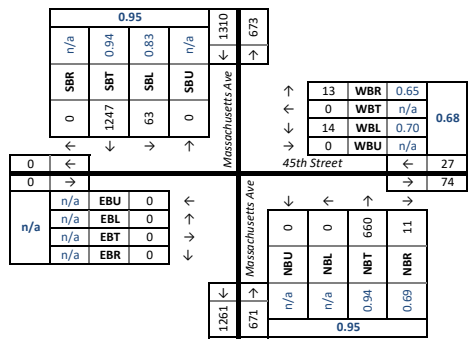 0.95
n/a 0.94 0.83 n/a
SBR SBT SBL SBU
0 1247 63 0
← ↓ → ↑
1310 673
↓ ↑
Massachusetts Ave
↑ 13 WBR 0.65
← 0 WBT n/a
↓ 14 WBL 0.70
→ 0 WBU n/a
0.68
45th Street
0 ← ← 27
0 → → 74
n/a
n/a EBU 0 ←
n/a EBL 0 ↑
n/a EBT 0 →
n/a EBR 0 ↓
Massachusetts Ave
↓ ← ↑ →
0 0 660 11
NBU NBL NBT NBR
n/a n/a 0.94 0.69
0.95
↓ ↑
1261 671